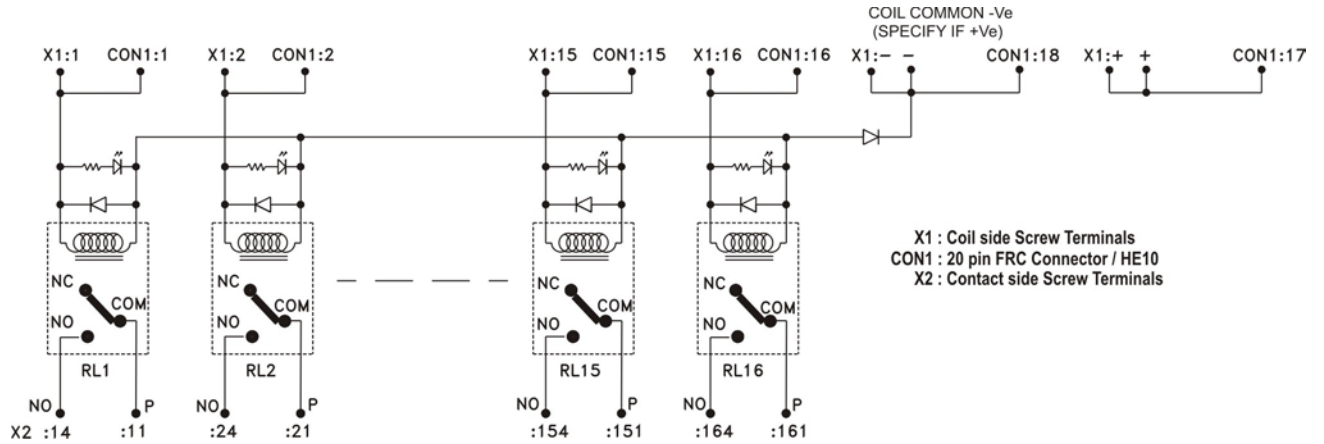 COIL COMMON -Ve
(SPECIFY IF +Ve)
X1:1 CON1:1 X1:2 CON1:2 X1:15 CON1:15 X1:16 CON1:16 X1:- - CON1:18 X1:+ + CON1:17
X1 : Coil side Screw Terminals
CON1 : 20 pin FRC Connector / HE10
X2 : Contact side Screw Terminals
NC NC NC NC
COM COM COM COM
NO NO NO NO
RL1 RL2 RL15 RL16
NO P NO P NO P NO P
X2 :14 :11 :24 :21 :154 :151 :164 :161